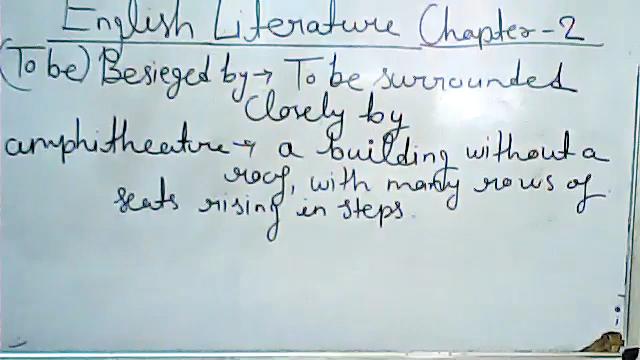 English Literature Chapter-2
(To be) Besieged by → To be surrounded
Closely by
amphitheature → a building without a
roof, with many rows of
seats rising in steps.